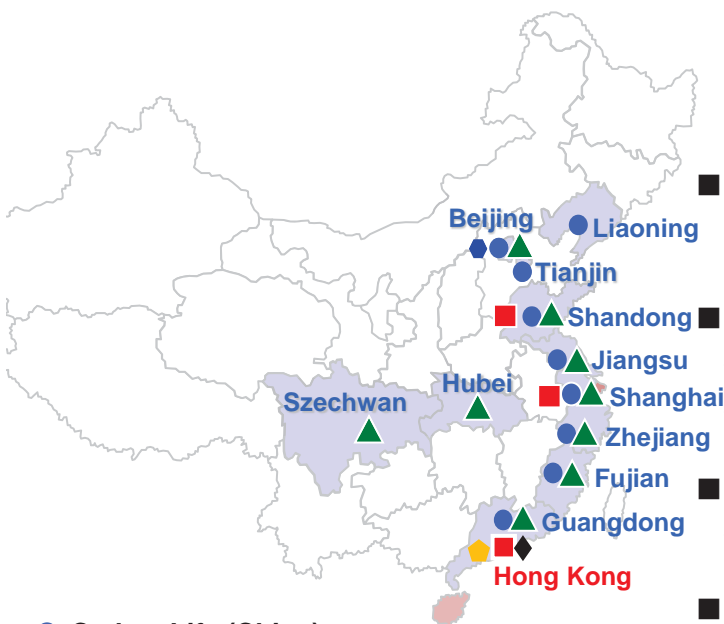 Beijing
Liaoning
Tianjin
Shandong
Jiangsu
Hubei
Szechwan
Shanghai
Zhejiang
Fujian
Guangdong
Hong Kong